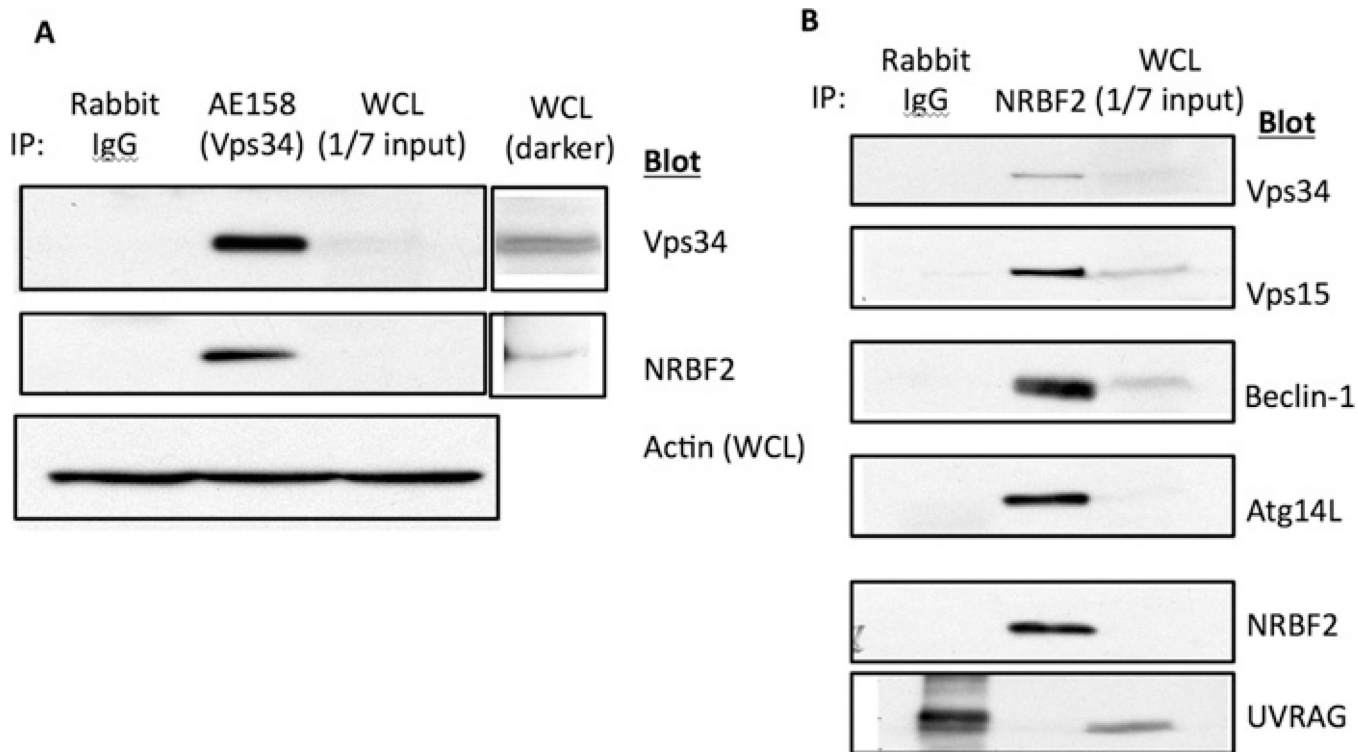 A
Rabbit AE158 WCL WCL
IP: IgG (Vps34) (1/7 input) (darker)
Blot
Vps34
NRBF2
Actin (WCL)
B
Rabbit WCL
IP: IgG NRBF2 (1/7 input)
Blot
Vps34
Vps15
Beclin-1
Atg14L
NRBF2
UVRAG